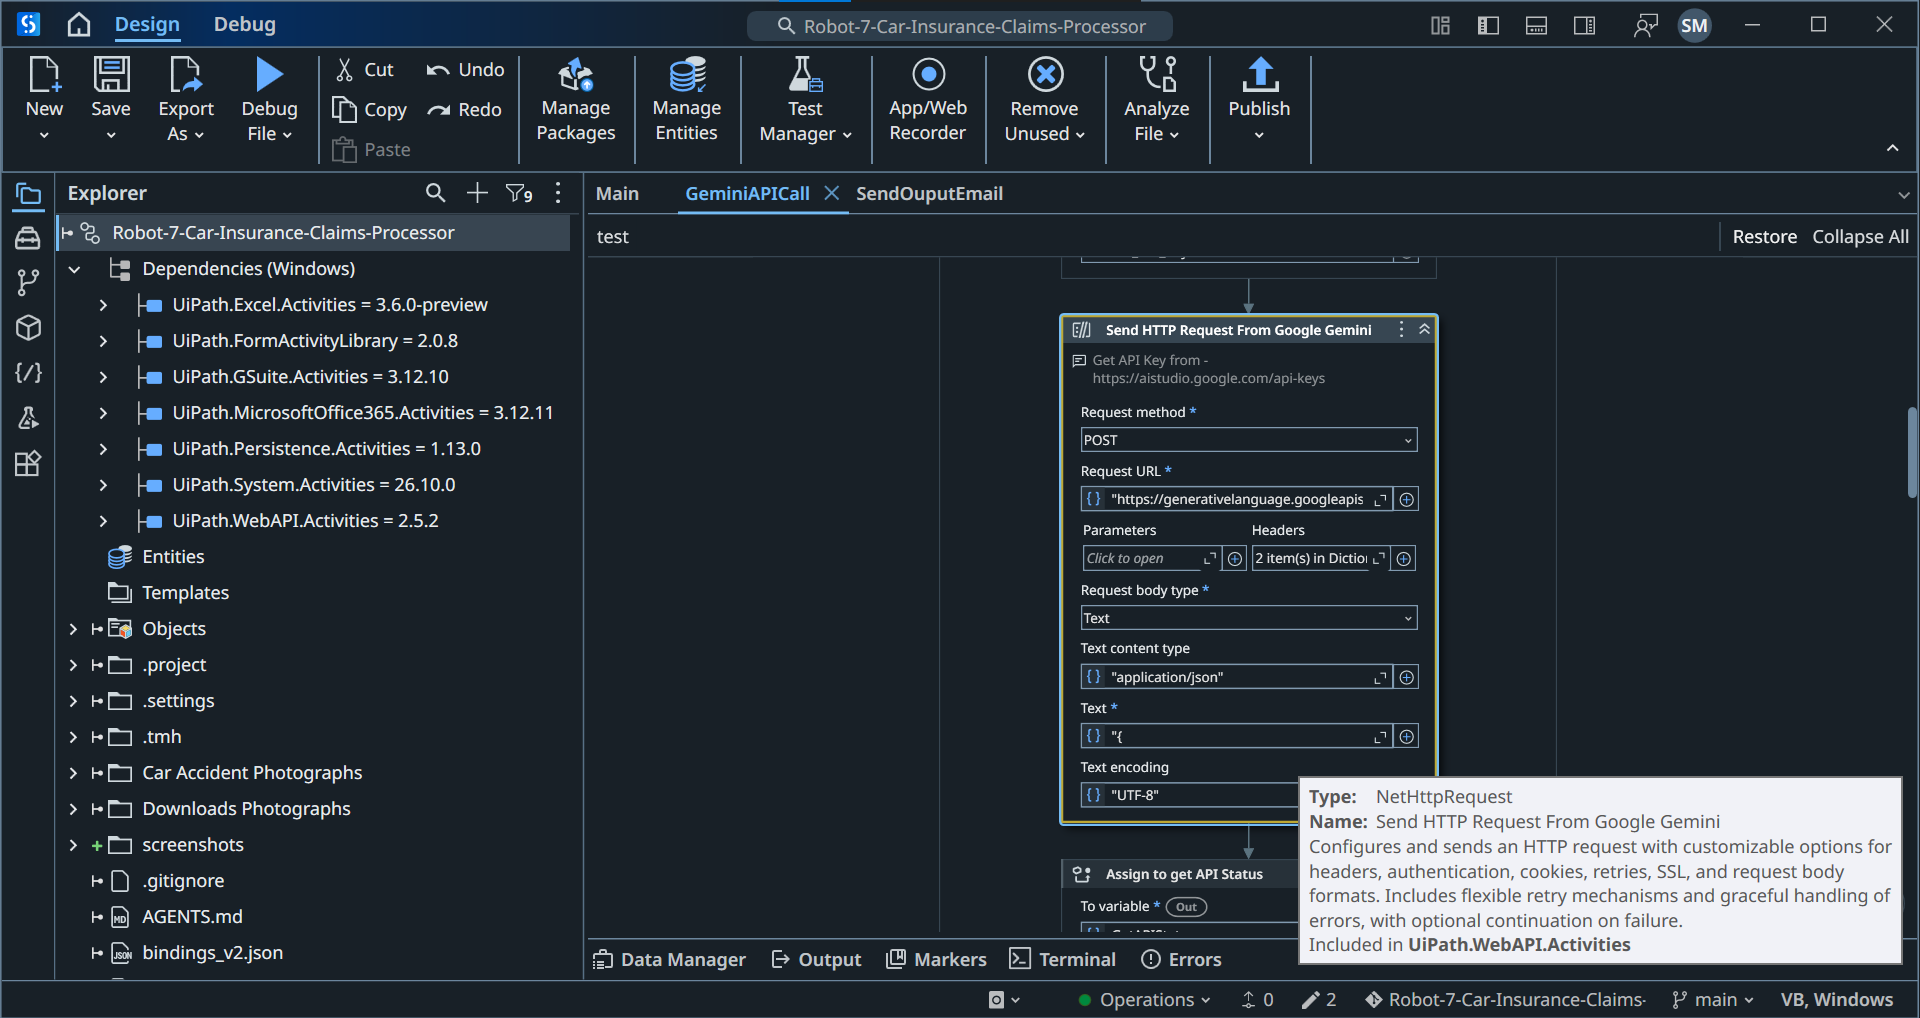 Design
Debug
Robot-7-Car-Insurance-Claims-Processor
SM
New
Save
Export As
Debug File
Cut
Copy
Paste
Undo
Redo
Manage Packages
Manage Entities
Test Manager
App/Web Recorder
Remove Unused
Analyze File
Publish
Explorer
9
Robot-7-Car-Insurance-Claims-Processor
Dependencies (Windows)
UiPath.Excel.Activities = 3.6.0-preview
UiPath.FormActivityLibrary = 2.0.8
UiPath.GSuite.Activities = 3.12.10
UiPath.MicrosoftOffice365.Activities = 3.12.11
UiPath.Persistence.Activities = 1.13.0
UiPath.System.Activities = 26.10.0
UiPath.WebAPI.Activities = 2.5.2
Entities
Templates
Objects
.project
.settings
.tmh
Car Accident Photographs
Downloads Photographs
screenshots
.gitignore
MD AGENTS.md
JSON bindings_v2.json
Main
GeminiAPICall
SendOuputEmail
test
Restore
Collapse All
Send HTTP Request From Google Gemini
Get API Key from -
https://aistudio.google.com/api-keys
Request method *
POST
Request URL *
{} "https://generativelanguage.googleapis
Parameters Headers
Click to open 2 item(s) in Dictio
Request body type *
Text
Text content type
{} "application/json"
Text *
{} "{
Text encoding
{} "UTF-8"
Assign to get API Status
To variable * Out
Type: NetHttpRequest
Name: Send HTTP Request From Google Gemini
Configures and sends an HTTP request with customizable options for
headers, authentication, cookies, retries, SSL, and request body
formats. Includes flexible retry mechanisms and graceful handling of
errors, with optional continuation on failure.
Included in UiPath.WebAPI.Activities
Data Manager
Output
Markers
Terminal
Errors
Operations
0
2
Robot-7-Car-Insurance-Claims-
main
VB, Windows